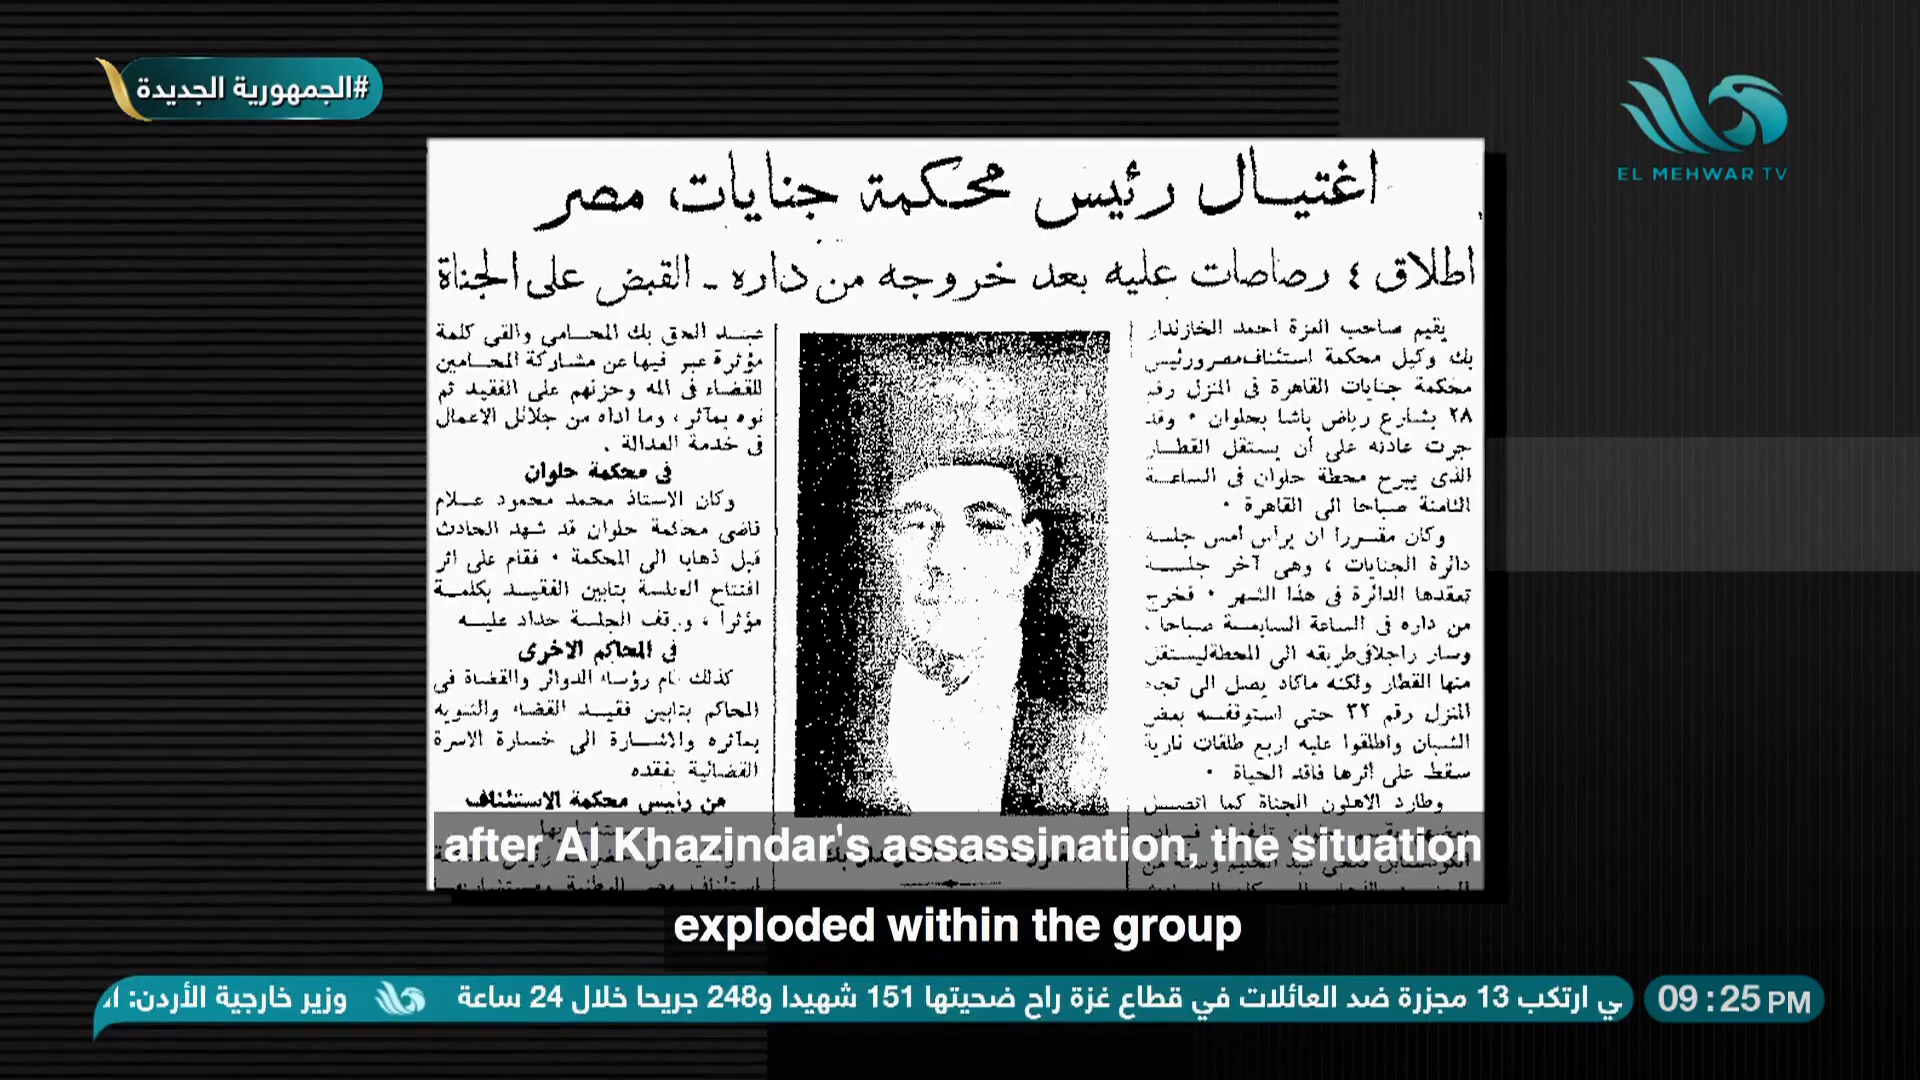 #الجمهورية الجديدة
EL MEHWAR TV
اغتيال رئيس محكمة جنايات مصر
اطلاق ٤ رصاصات عليه بعد خروجه من داره - القبض على الجناة
يقيم صاحب العزة احمد الخازندار
بك وكيل محكمة استئناف مصر ورئيس
محكمة جنايات القاهرة فى المنزل رقم
٢٨ بشارع رياض باشا بحلوان . وقد
جرت عادته على أن يستقل القطار
الذى يبرح محطة حلوان فى الساعة
الثامنة صباحا الى القاهرة .
وكان مقررا ان يرأس أمس جلسة
دائرة الجنايات ، وهى آخر جلسة
تعقدها الدائرة فى هذا الشهر . فخرج
من داره فى الساعة السابعة صباحا ،
وسار راجلا فى طريقه الى المحطة ليستقل
منها القطار ولكنه ماكاد يصل الى تجاه
المنزل رقم ٣٢ حتى استوقفه بعض
الشبان واطلقوا عليه اربع طلقات نارية
سقط على أثرها فاقد الحياة .
وطارد الاهلون الجناة كما اتصل
الحق بك المحامى والقى كلمة
مؤثرة عبر فيها عن مشاركة المحامين
للقضاء فى المه وحزنهم على الفقيد ثم
نوه بمآثر ، وما اداه من جلائل الاعمال
فى خدمة العدالة .
فى محكمة حلوان
وكان الاستاذ محمد محمود علام
قاضى محكمة حلوان قد شهد الحادث
قبل ذهابه الى المحكمة . فقام على اثر
افتتاح الجلسة بتابين الفقيد بكلمة
مؤثرة ، ووقف الجلسة حداد عليه
فى المحاكم الاخرى
كذلك قام رؤساء الدوائر والقضاة فى
المحاكم بتابين فقيد القضاء والتنويه
بمآثره والاشارة الى خسارة الاسرة
القضائية بفقده
من رئيس محكمة الاستئناف
after Al Khazindar's assassination, the situation
exploded within the group
ي ارتكب 13 مجزرة ضد العائلات في قطاع غزة راح ضحيتها 151 شهيدا و248 جريحا خلال 24 ساعة وزير خارجية الأردن:
09:25 PM